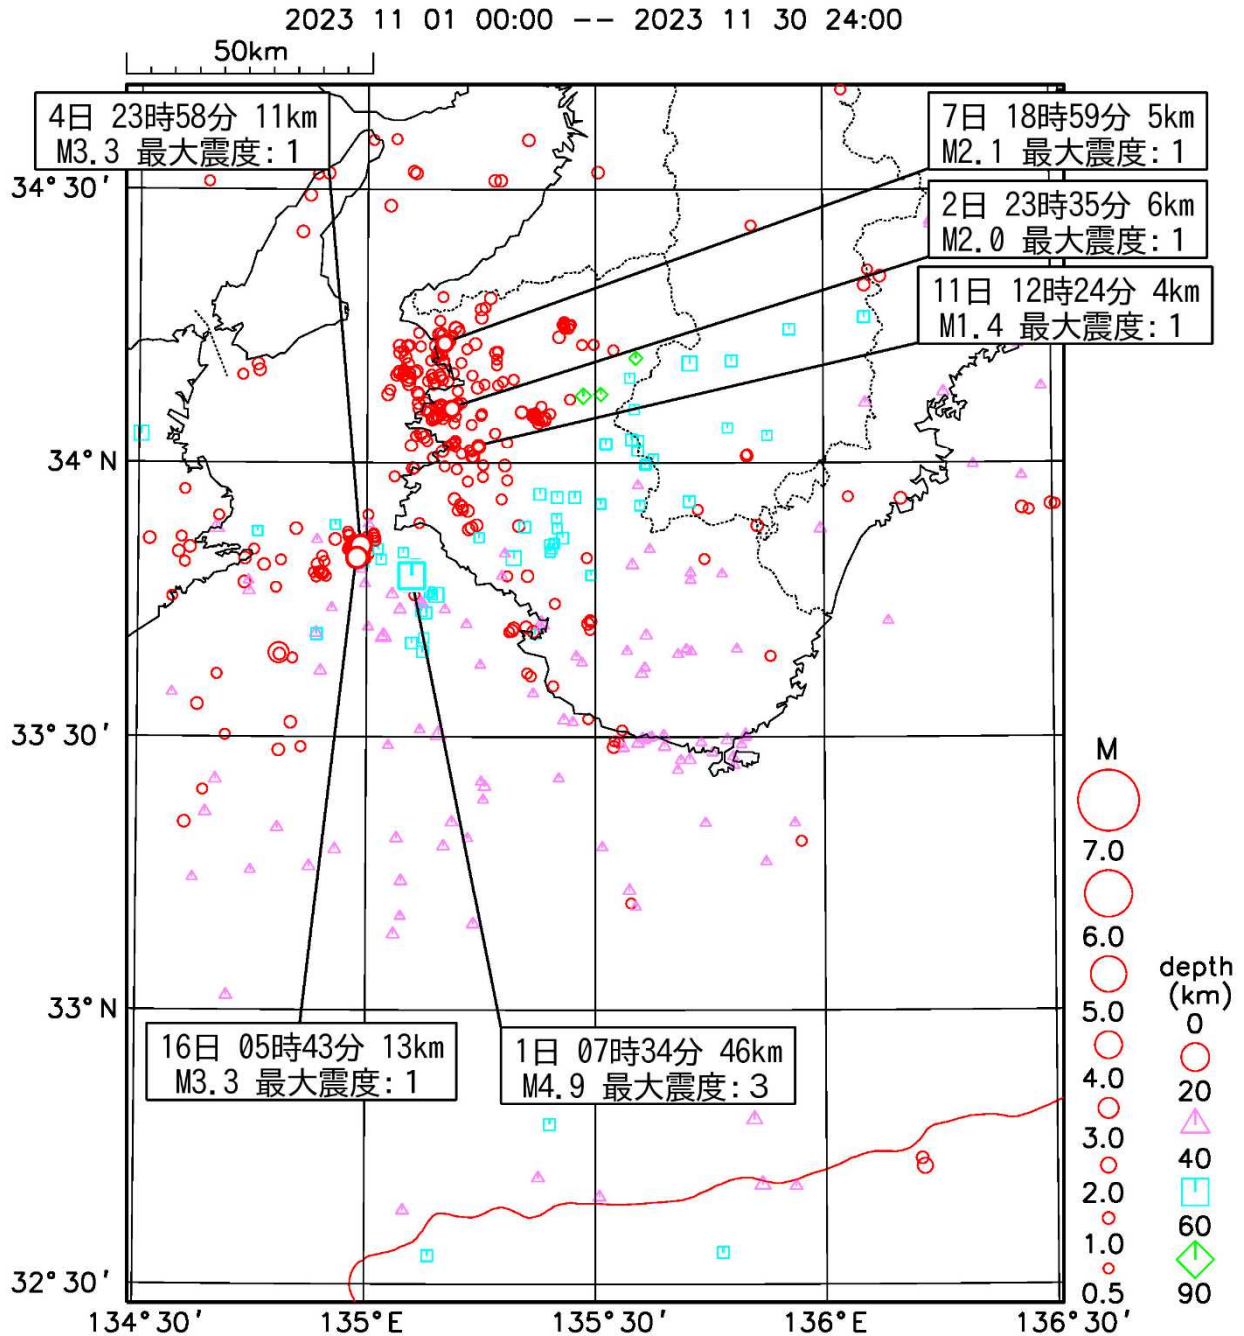 2023 11 01 00:00 -- 2023 11 30 24:00
50km
4日 23時58分 11km
M3.3 最大震度:1
7日 18時59分 5km
M2.1 最大震度:1
34°30′
2日 23時35分 6km
M2.0 最大震度:1
11日 12時24分 4km
M1.4 最大震度:1
34°N
33°30′
33°N
16日 05時43分 13km
M3.3 最大震度:1
1日 07時34分 46km
M4.9 最大震度:3
32°30′
134°30′
135°E
135°30′
136°E
136°30′
M
7.0
6.0
5.0
4.0
3.0
2.0
1.0
0.5
depth
(km)
0
20
40
60
90